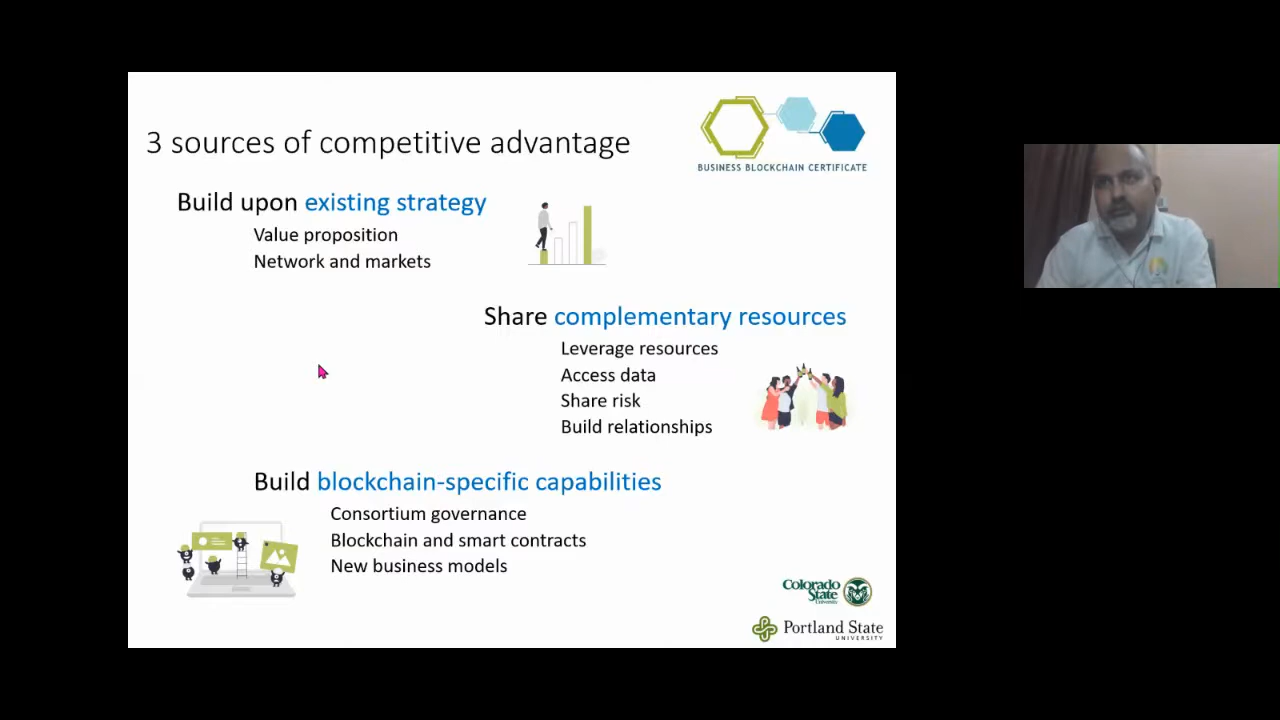 3 sources of competitive advantage
BUSINESS BLOCKCHAIN CERTIFICATE
Build upon existing strategy
Value proposition
Network and markets
Share complementary resources
Leverage resources
Access data
Share risk
Build relationships
Build blockchain-specific capabilities
Consortium governance
Blockchain and smart contracts
New business models
Colorado
State
University
Portland State
UNIVERSITY